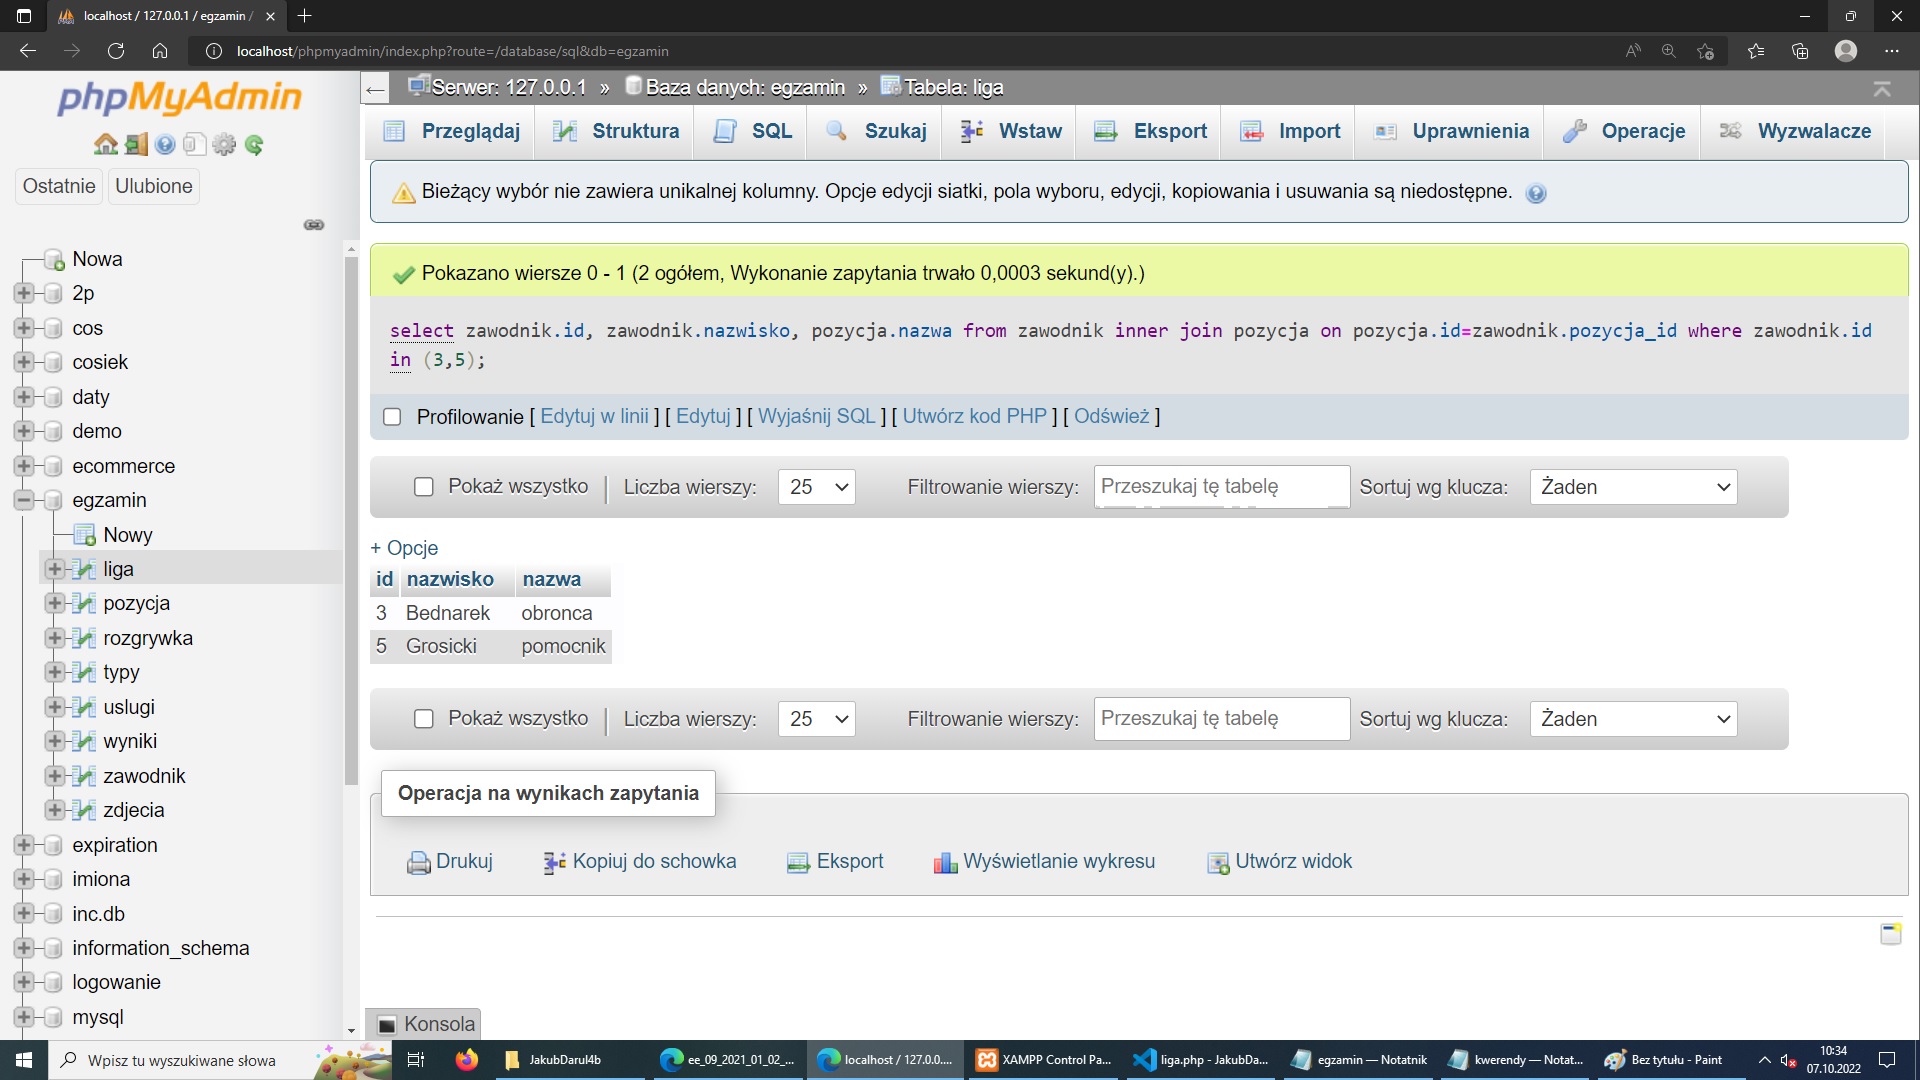 localhost / 127.0.0.1 / egzamin /
localhost/phpmyadmin/index.php?route=/database/sql&db=egzamin
phpMyAdmin
Ostatnie Ulubione
Nowa
2p
cos
cosiek
daty
demo
ecommerce
egzamin
Nowy
liga
pozycja
rozgrywka
typy
uslugi
wyniki
zawodnik
zdjecia
expiration
imiona
inc.db
information_schema
logowanie
mysql
Serwer: 127.0.0.1 » Baza danych: egzamin » Tabela: liga
Przeglądaj Struktura SQL Szukaj Wstaw Eksport Import Uprawnienia Operacje Wyzwalacze
Bieżący wybór nie zawiera unikalnej kolumny. Opcje edycji siatki, pola wyboru, edycji, kopiowania i usuwania są niedostępne.
Pokazano wiersze 0 - 1 (2 ogółem, Wykonanie zapytania trwało 0,0003 sekund(y).)
select zawodnik.id, zawodnik.nazwisko, pozycja.nazwa from zawodnik inner join pozycja on pozycja.id=zawodnik.pozycja_id where zawodnik.id
in (3,5);
Profilowanie [ Edytuj w linii ] [ Edytuj ] [ Wyjaśnij SQL ] [ Utwórz kod PHP ] [ Odśwież ]
Pokaż wszystko | Liczba wierszy: 25 Filtrowanie wierszy: Przeszukaj tę tabelę Sortuj wg klucza: Żaden
+ Opcje
id nazwisko nazwa
3 Bednarek obronca
5 Grosicki pomocnik
Pokaż wszystko | Liczba wierszy: 25 Filtrowanie wierszy: Przeszukaj tę tabelę Sortuj wg klucza: Żaden
Operacja na wynikach zapytania
Drukuj Kopiuj do schowka Eksport Wyświetlanie wykresu Utwórz widok
Konsola
Wpisz tu wyszukiwane słowa JakubDarul4b ee_09_2021_01_02_... localhost / 127.0.0.... XAMPP Control Pa... liga.php - JakubDa... egzamin — Notatnik kwerendy — Notat... Bez tytułu - Paint 10:34
07.10.2022